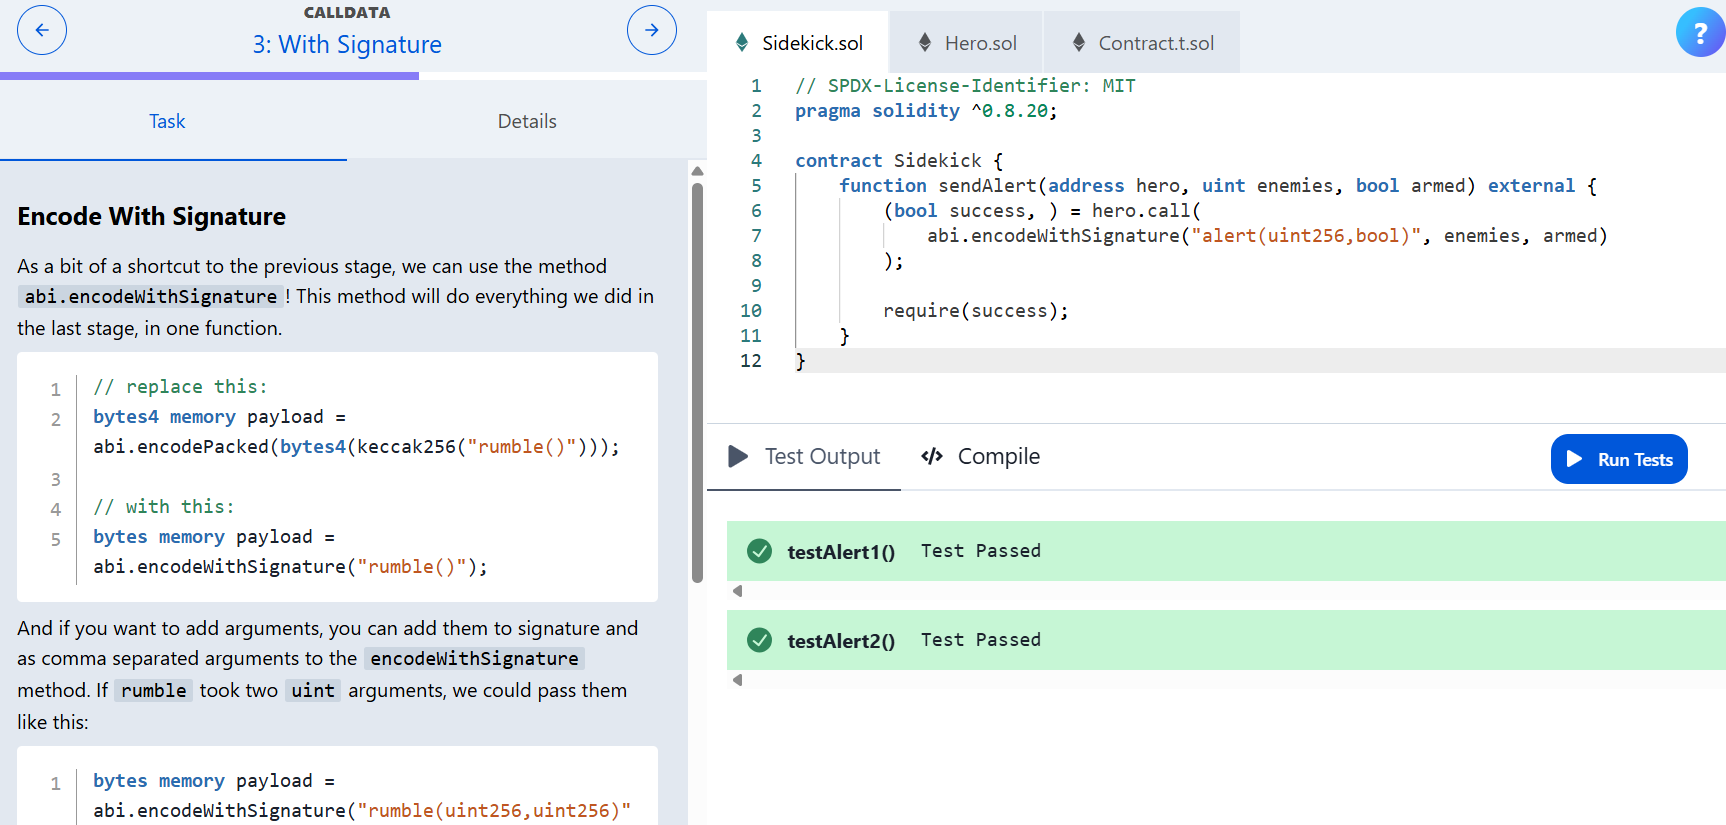 CALLDATA
3: With Signature
Task
Details
Encode With Signature
As a bit of a shortcut to the previous stage, we can use the method
abi.encodeWithSignature ! This method will do everything we did in
the last stage, in one function.
1 // replace this:
2 bytes4 memory payload =
abi.encodePacked(bytes4(keccak256("rumble()")));
3
4 // with this:
5 bytes memory payload =
abi.encodeWithSignature("rumble()");
And if you want to add arguments, you can add them to signature and
as comma separated arguments to the encodeWithSignature
method. If rumble took two uint arguments, we could pass them
like this:
1 bytes memory payload =
abi.encodeWithSignature("rumble(uint256,uint256)"
Sidekick.sol
Hero.sol
Contract.t.sol
?
1 // SPDX-License-Identifier: MIT
2 pragma solidity ^0.8.20;
3
4 contract Sidekick {
5 function sendAlert(address hero, uint enemies, bool armed) external {
6 (bool success, ) = hero.call(
7 abi.encodeWithSignature("alert(uint256,bool)", enemies, armed)
8 );
9
10 require(success);
11 }
12 }
Test Output
Compile
Run Tests
testAlert1() Test Passed
testAlert2() Test Passed